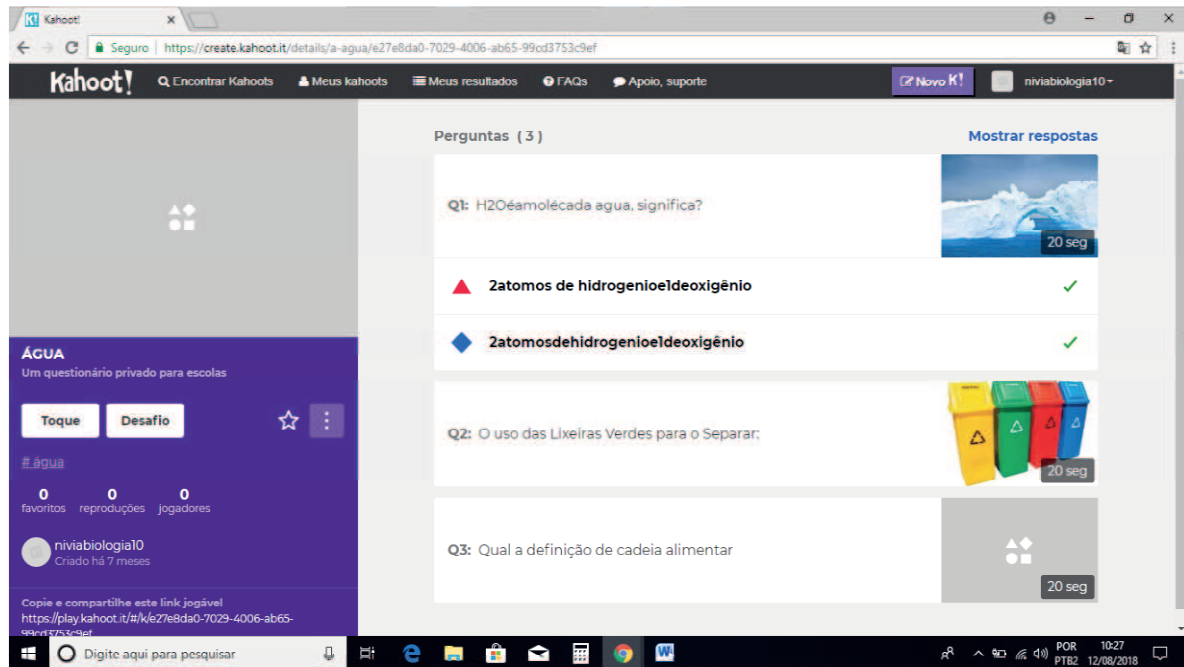 Kahoot!
Seguro | https://create.kahoot.it/details/a-agua/e27e8da0-7029-4006-ab65-99cd3753c9ef
Kahoot! Encontrar Kahoots Meus kahoots Meus resultados FAQs Apoio, suporte Novo K! niviabiologia10
Perguntas (3) Mostrar respostas
Q1: H2Oéamolécada agua, significa?
20 seg
2atomos de hidrogenioe1deoxigênio
2atomosdehidrogenioe1deoxigênio
Q2: O uso das Lixeiras Verdes para o Separar:
20 seg
Q3: Qual a definição de cadeia alimentar
20 seg
ÁGUA
Um questionário privado para escolas
Toque Desafio
# água
0 0 0
favoritos reproduções jogadores
niviabiologia10
Criado há 7 meses
Copie e compartilhe este link jogável
https://play.kahoot.it/#/k/e27e8da0-7029-4006-ab65-
99cd3753c9ef
Digite aqui para pesquisar
POR 10:27
PTB2 12/08/2018